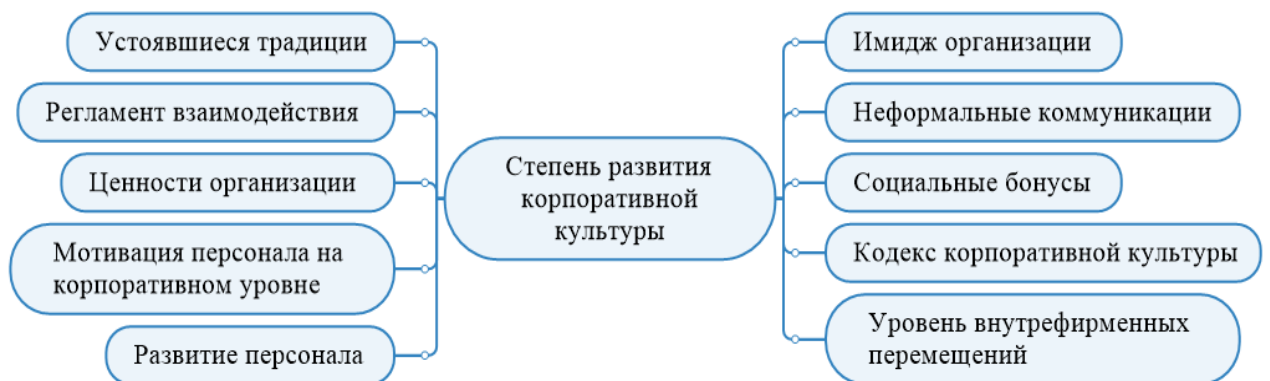 Устоявшиеся традиции
Регламент взаимодействия
Ценности организации
Мотивация персонала на
корпоративном уровне
Развитие персонала
Степень развития
корпоративной
культуры
Имидж организации
Неформальные коммуникации
Социальные бонусы
Кодекс корпоративной культуры
Уровень внутрефирменных
перемещений